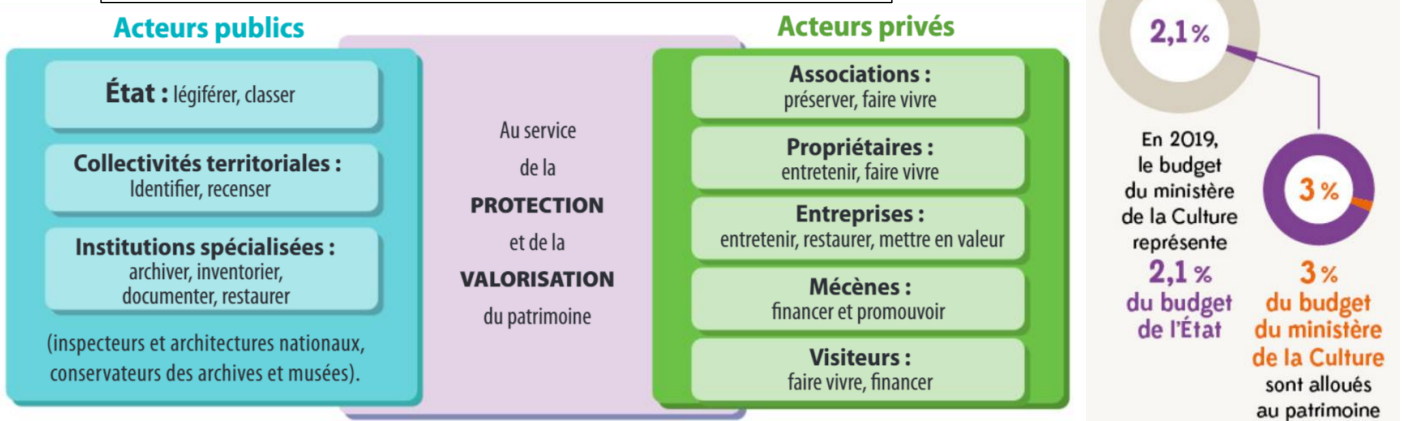 Acteurs publics
État : légiférer, classer
Collectivités territoriales :
Identifier, recenser
Institutions spécialisées :
archiver, inventorier,
documenter, restaurer
(inspecteurs et architectures nationaux,
conservateurs des archives et musées).
Au service
de la
PROTECTION
et de la
VALORISATION
du patrimoine
Acteurs privés
Associations :
préserver, faire vivre
Propriétaires :
entretenir, faire vivre
Entreprises :
entretenir, restaurer, mettre en valeur
Mécènes :
financer et promouvoir
Visiteurs :
faire vivre, financer
2,1%
En 2019,
le budget
du ministère
de la Culture
représente
2,1 %
du budget
de l'État
3 %
3 %
du budget
du ministère
de la Culture
sont alloués
au patrimoine